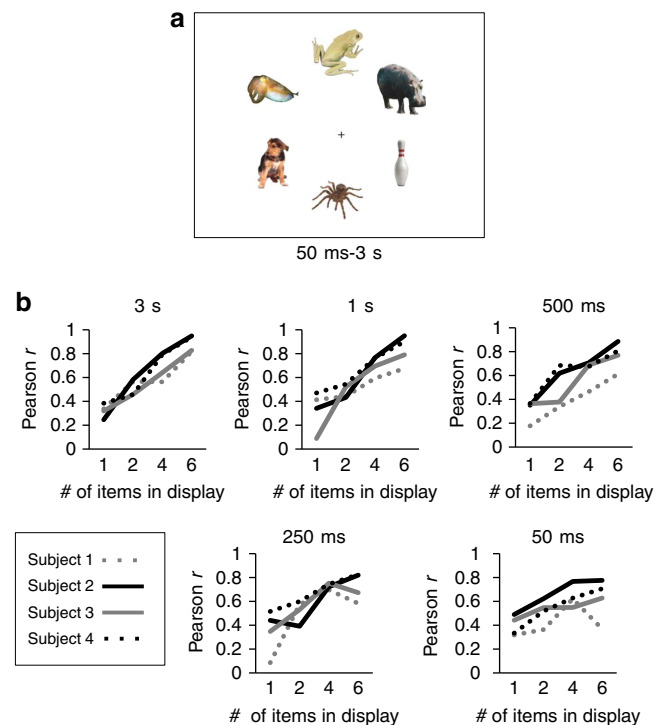 a
50 ms-3 s
b
3 s
1 s
500 ms
Pearson r
1
0.8
0.6
0.4
0.2
0
1 2 4 6
# of items in display
Pearson r
1
0.8
0.6
0.4
0.2
0
1 2 4 6
# of items in display
Pearson r
1
0.8
0.6
0.4
0.2
0
1 2 4 6
# of items in display
Subject 1
Subject 2
Subject 3
Subject 4
250 ms
50 ms
Pearson r
1
0.8
0.6
0.4
0.2
0
1 2 4 6
# of items in display
Pearson r
1
0.8
0.6
0.4
0.2
0
1 2 4 6
# of items in display